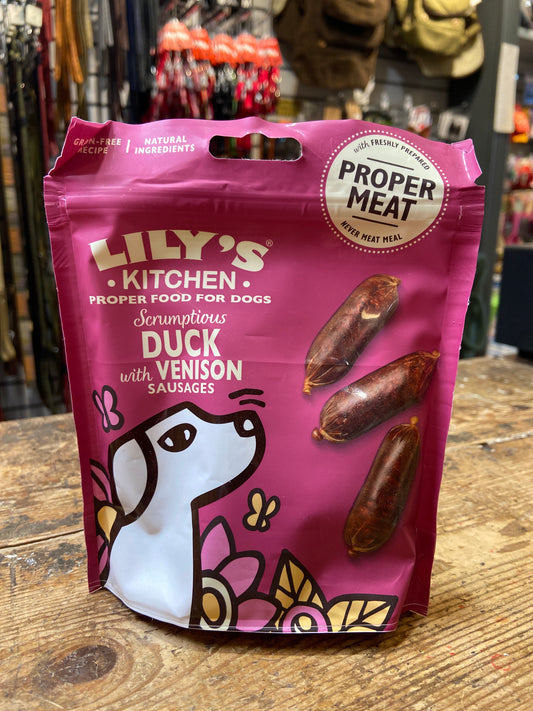 GRAIN-FREE
RECIPE
NATURAL
INGREDIENTS
with FRESHLY PREPARED
PROPER
MEAT
NEVER MEAT MEAL
LILY'S®
• KITCHEN •
PROPER FOOD FOR DOGS
Scrumptious
DUCK
with VENISON
SAUSAGES